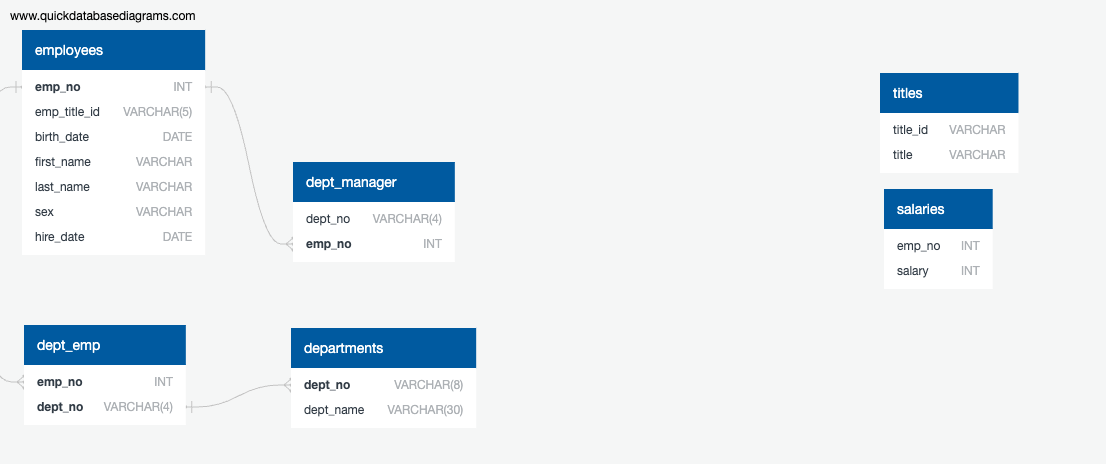 www.quickdatabasediagrams.com
employees
emp_no INT
emp_title_id VARCHAR(5)
birth_date DATE
first_name VARCHAR
last_name VARCHAR
sex VARCHAR
hire_date DATE
dept_manager
dept_no VARCHAR(4)
emp_no INT
titles
title_id VARCHAR
title VARCHAR
salaries
emp_no INT
salary INT
dept_emp
emp_no INT
dept_no VARCHAR(4)
departments
dept_no VARCHAR(8)
dept_name VARCHAR(30)